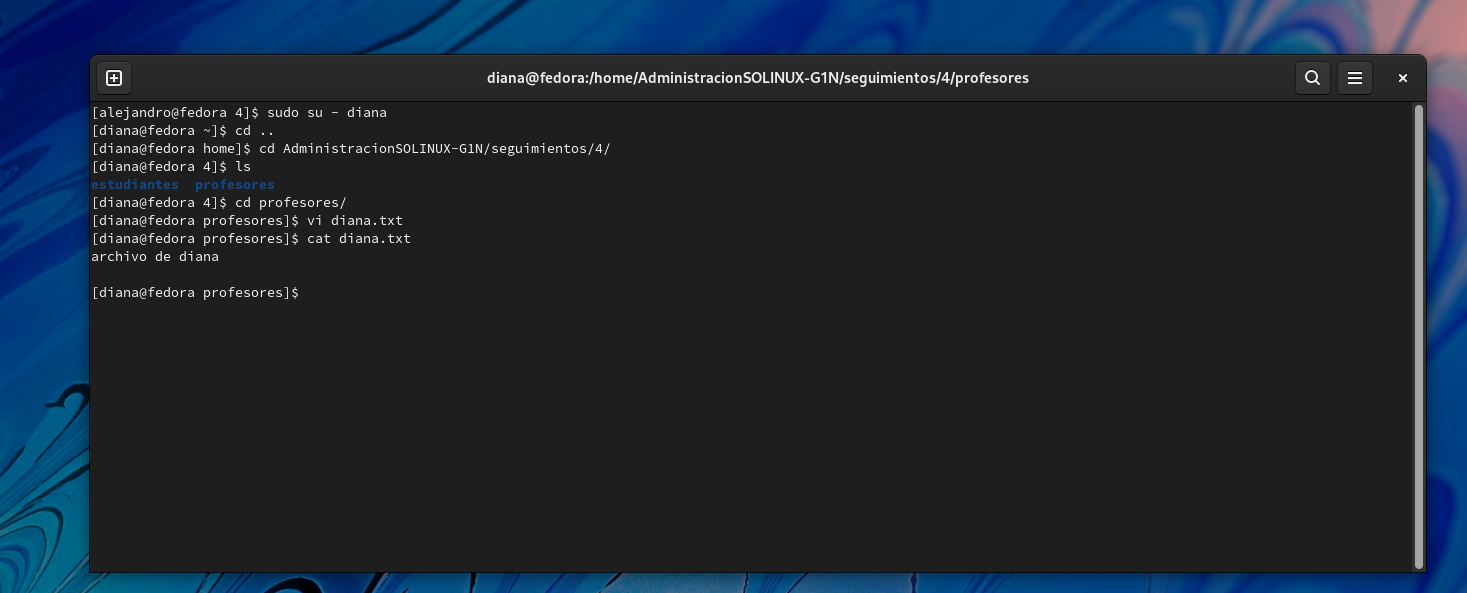 diana@fedora:/home/AdministracionSOLINUX-G1N/seguimientos/4/profesores
[alejandro@fedora 4]$ sudo su - diana
[diana@fedora ~]$ cd ..
[diana@fedora home]$ cd AdministracionSOLINUX-G1N/seguimientos/4/
[diana@fedora 4]$ ls
estudiantes  profesores
[diana@fedora 4]$ cd profesores/
[diana@fedora profesores]$ vi diana.txt
[diana@fedora profesores]$ cat diana.txt
archivo de diana
[diana@fedora profesores]$